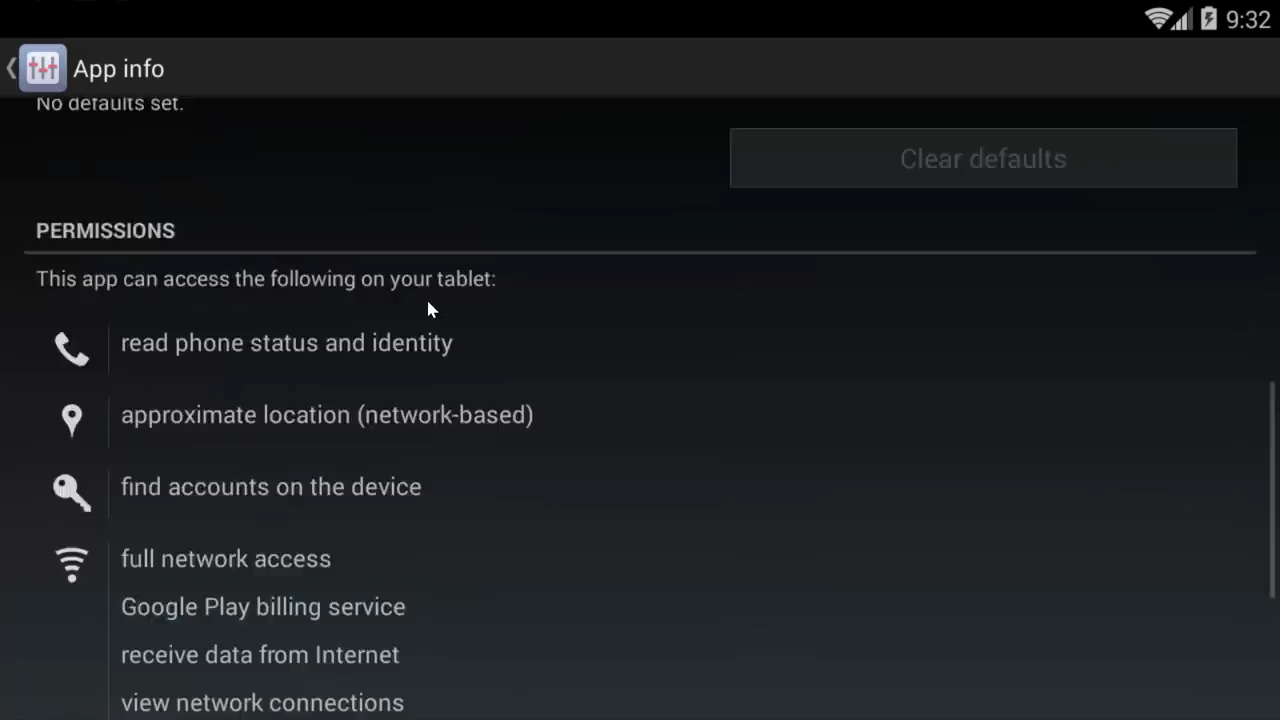 9:32
App info
No defaults set.
Clear defaults
PERMISSIONS
This app can access the following on your tablet:
read phone status and identity
approximate location (network-based)
find accounts on the device
full network access
Google Play billing service
receive data from Internet
view network connections